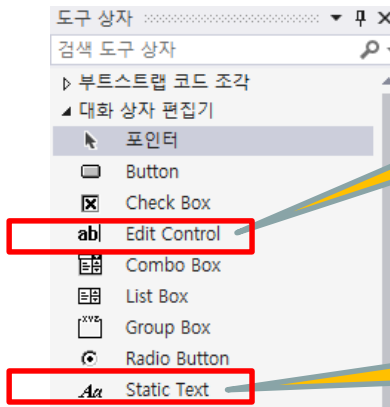 도구 상자
검색 도구 상자
부트스트랩 코드 조각
대화 상자 편집기
포인터
Button
Check Box
ab| Edit Control
Combo Box
List Box
xyz Group Box
Radio Button
Aa Static Text